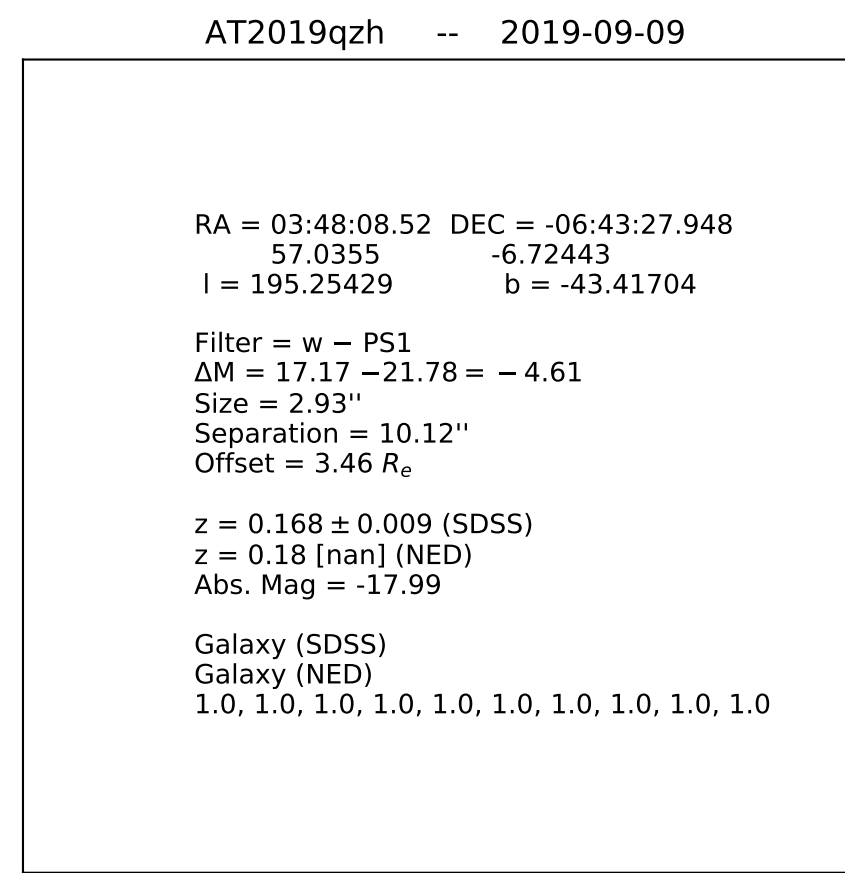 AT2019qzh -- 2019-09-09
RA = 03:48:08.52 DEC = -06:43:27.948
57.0355 -6.72443
l = 195.25429 b = -43.41704
Filter = w − PS1
ΔM = 17.17 −21.78 = − 4.61
Size = 2.93''
Separation = 10.12''
Offset = 3.46 Rₑ
z = 0.168 ± 0.009 (SDSS)
z = 0.18 [nan] (NED)
Abs. Mag = -17.99
Galaxy (SDSS)
Galaxy (NED)
1.0, 1.0, 1.0, 1.0, 1.0, 1.0, 1.0, 1.0, 1.0, 1.0